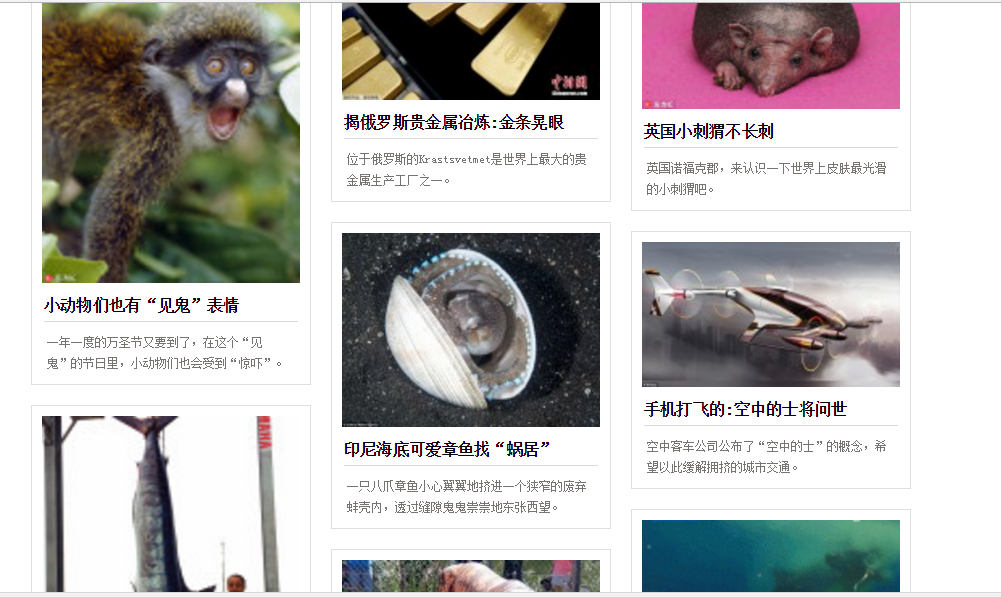 小动物们也有“见鬼”表情
一年一度的万圣节又要到了，在这个“见
鬼”的节日里，小动物们也会受到“惊吓”。
中新网
揭俄罗斯贵金属冶炼:金条晃眼
位于俄罗斯的Krastsvetmet是世界上最大的贵
金属生产工厂之一。
印尼海底可爱章鱼找“蜗居”
一只八爪章鱼小心翼翼地挤进一个狭窄的废弃
蚌壳内，透过缝隙鬼鬼祟祟地东张西望。
英国小刺猬不长刺
英国诺福克郡，来认识一下世界上皮肤最光滑
的小刺猬吧。
手机打飞的:空中的士将问世
空中客车公司公布了“空中的士”的概念，希
望以此缓解拥挤的城市交通。